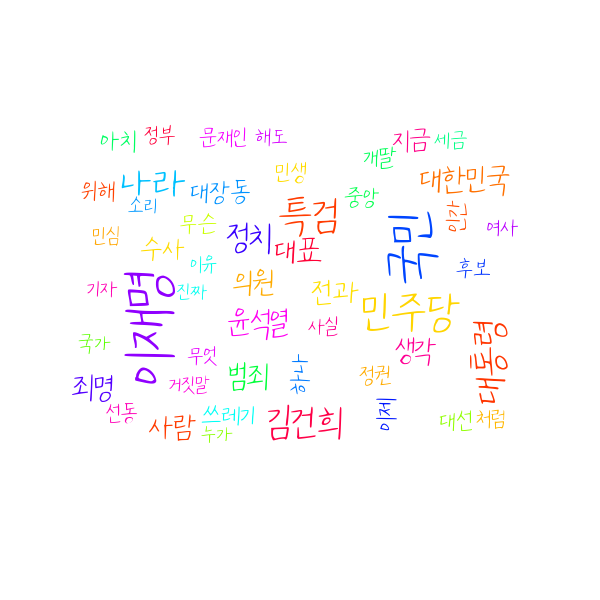 아치 정부 문재인 해도 지금 세금
개딸
위해 나라 대장동 민생 중앙 대한민국
소리
민심 수사 무슨 정치 특검 대표 국민 인간 여사
이유
기자 이재명 진짜 의원 전과 민주당 후보
윤석열 사실
국가 무엇 생각 대통령
죄명 거짓말 범죄 하나 정권
선동 사람 쓰레기 김건희 이제 대선 처럼
누가